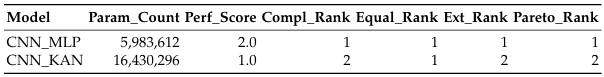 Model Param_Count Perf_Score Compl_Rank Equal_Rank Ext_Rank Pareto_Rank
CNN_MLP 5,983,612 2.0 1 1 1 1
CNN_KAN 16,430,296 1.0 2 1 2 2